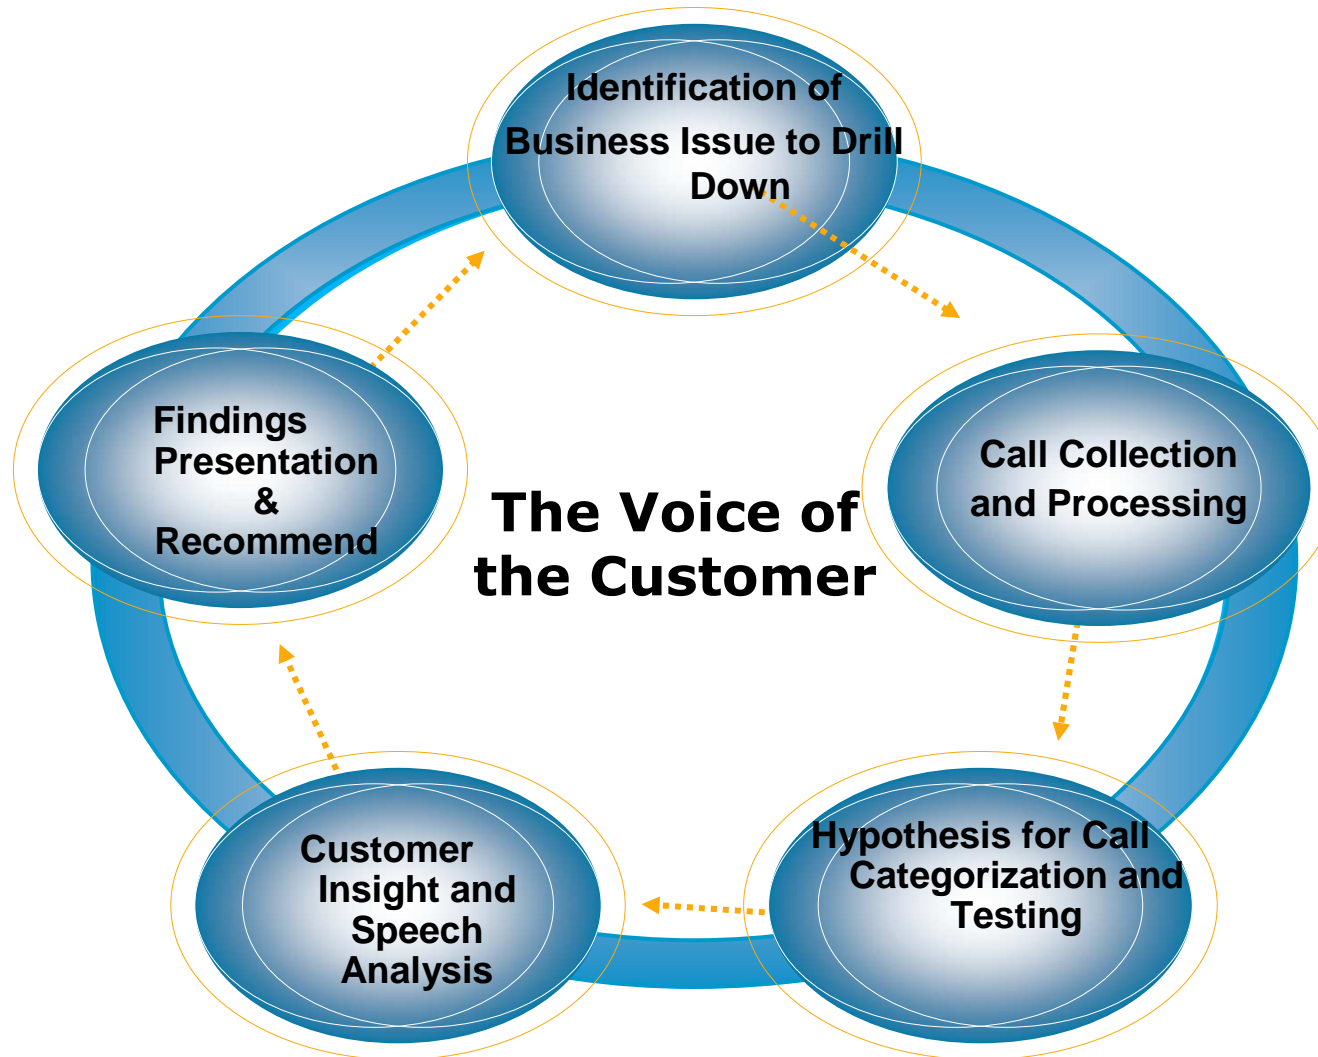 Identification of
Business Issue to Drill
Down
Call Collection
and Processing
Hypothesis for Call
Categorization and
Testing
Customer
Insight and
Speech
Analysis
Findings
Presentation
&
Recommend
The Voice of
the Customer